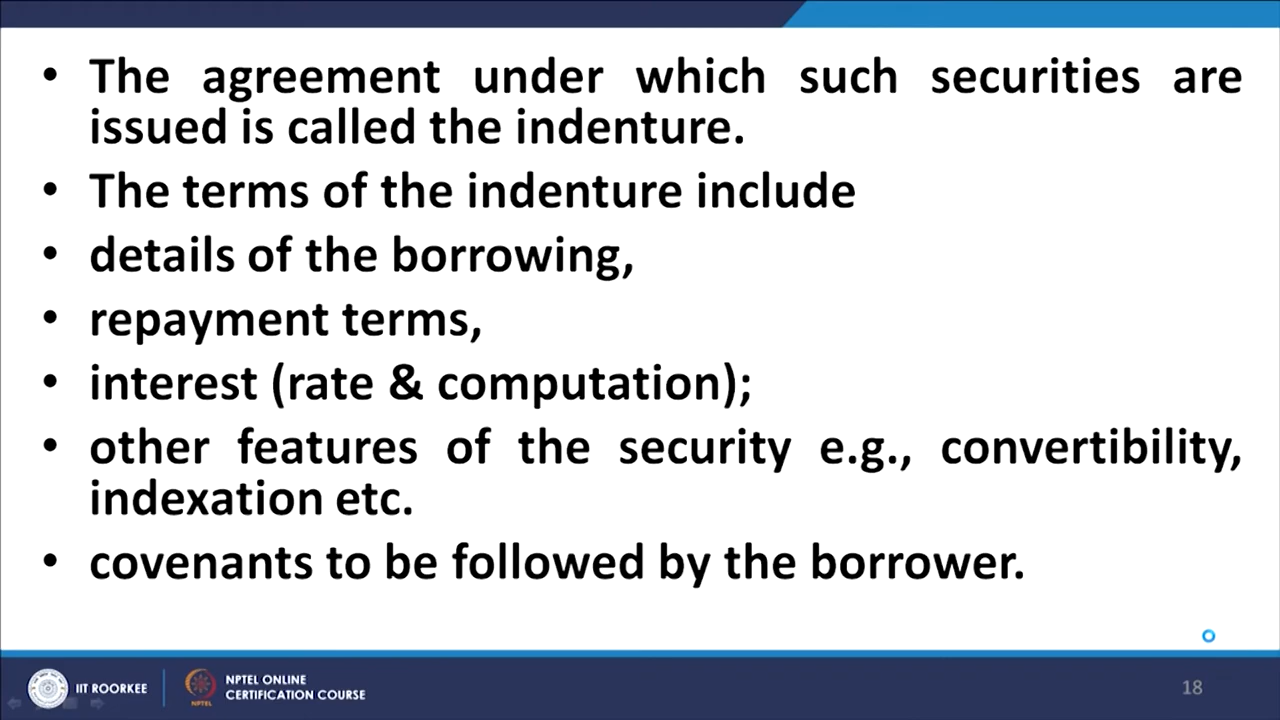 • The agreement under which such securities are
issued is called the indenture.
• The terms of the indenture include
• details of the borrowing,
• repayment terms,
• interest (rate & computation);
• other features of the security e.g., convertibility,
indexation etc.
• covenants to be followed by the borrower.
IIT ROORKEE
NPTEL
NPTEL ONLINE
CERTIFICATION COURSE
18